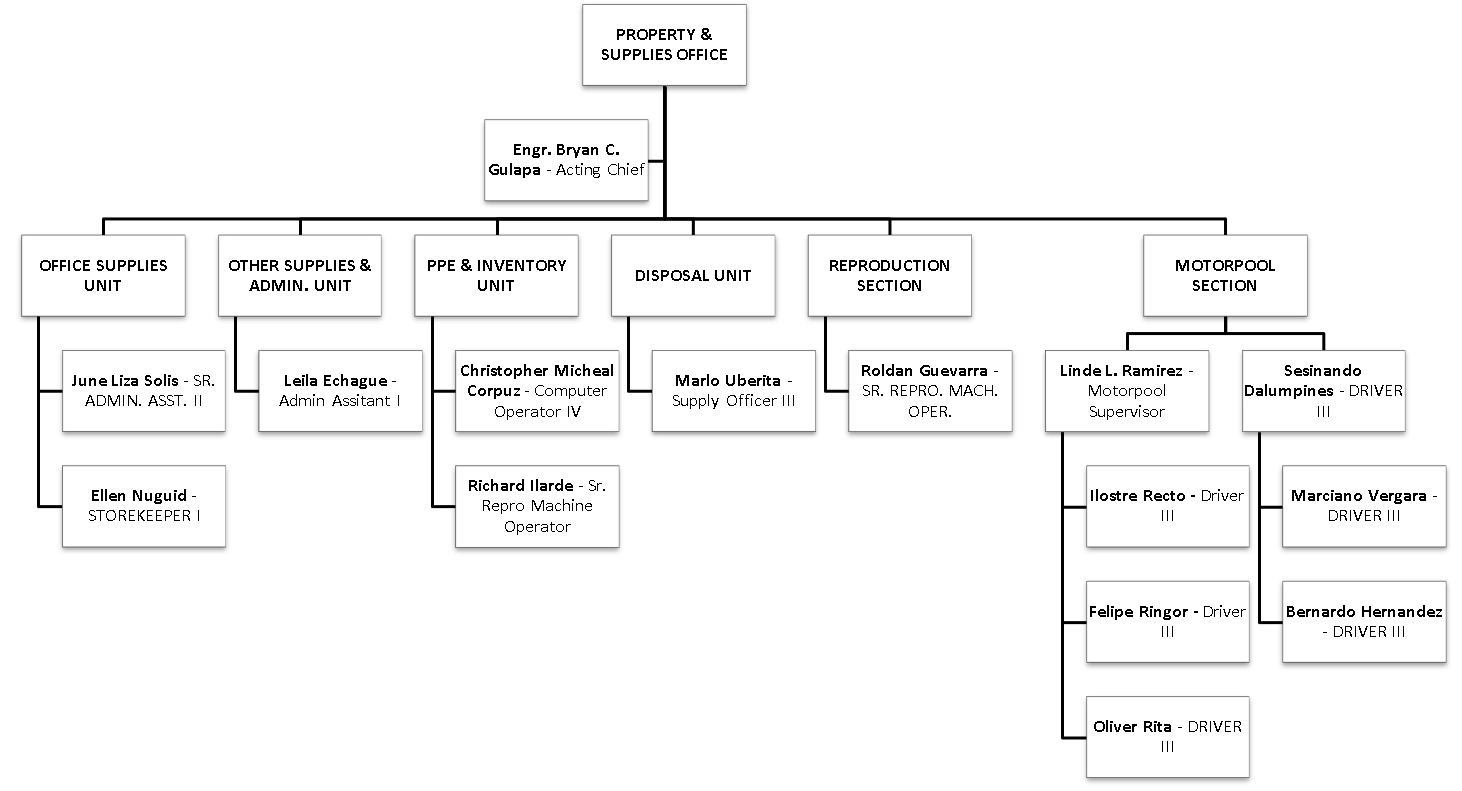 PROPERTY &
SUPPLIES OFFICE
Engr. Bryan C.
Gulapa - Acting Chief
OFFICE SUPPLIES
UNIT
OTHER SUPPLIES &
ADMIN. UNIT
PPE & INVENTORY
UNIT
DISPOSAL UNIT
REPRODUCTION
SECTION
MOTORPOOL
SECTION
June Liza Solis - SR.
ADMIN. ASST. II
Leila Echague -
Admin Assitant I
Christopher Micheal
Corpuz - Computer
Operator IV
Marlo Uberita -
Supply Officer III
Roldan Guevarra -
SR. REPRO. MACH.
OPER.
Linde L. Ramirez -
Motorpool
Supervisor
Sesinando
Dalumpines - DRIVER
III
Ellen Nuguid -
STOREKEEPER I
Richard Ilarde - Sr.
Repro Machine
Operator
Ilostre Recto - Driver
III
Marciano Vergara -
DRIVER III
Felipe Ringor - Driver
III
Bernardo Hernandez
- DRIVER III
Oliver Rita - DRIVER
III